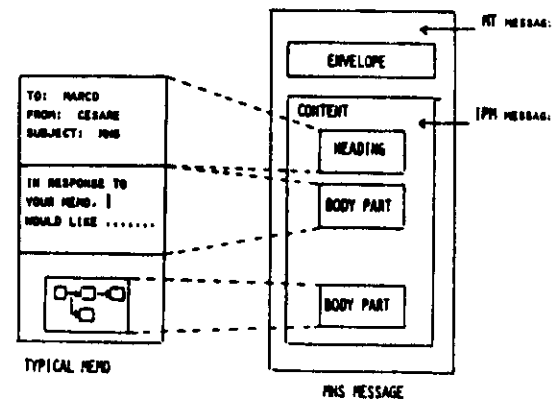 TO: MARCO
FROM: CESARE
SUBJECT: MHS
IN RESPONSE TO
YOUR MEMO, I
WOULD LIKE .......
TYPICAL MEMO
MT MESSAGE
ENVELOPE
CONTENT
IPM MESSAGE
HEADING
BODY PART
BODY PART
MHS MESSAGE